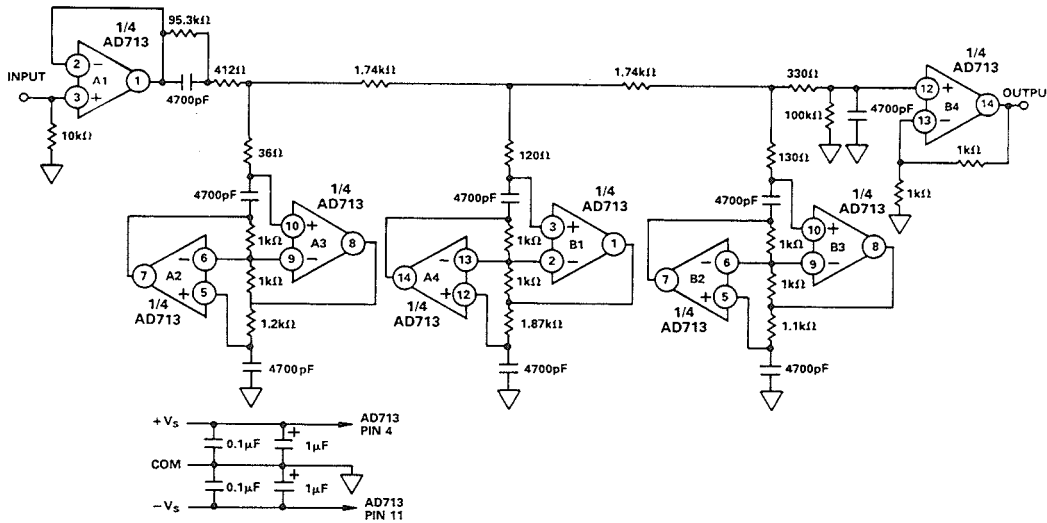 1/4
AD713
95.3kΩ
2
−
A1
1
3
+
INPUT
10kΩ
4700pF
412Ω
1.74kΩ
1.74kΩ
330Ω
1/4
AD713
12
+
B4
14
13
−
OUTPU
100kΩ
4700pF
1kΩ
1kΩ
36Ω
4700pF
1/4
AD713
10
+
A3
8
9
−
1kΩ
7
A2
−
6
+
5
1kΩ
1/4
AD713
1.2kΩ
4700pF
120Ω
4700pF
1/4
AD713
3
+
B1
1
2
−
1kΩ
14
A4
−
13
+
12
1kΩ
1/4
AD713
1.87kΩ
4700pF
130Ω
4700pF
1/4
AD713
10
+
B3
8
9
−
1kΩ
7
B2
−
6
+
5
1kΩ
1/4
AD713
1.1kΩ
4700pF
+VS
0.1µF
+
1µF
AD713
PIN 4
COM
0.1µF
+
1µF
−VS
AD713
PIN 11